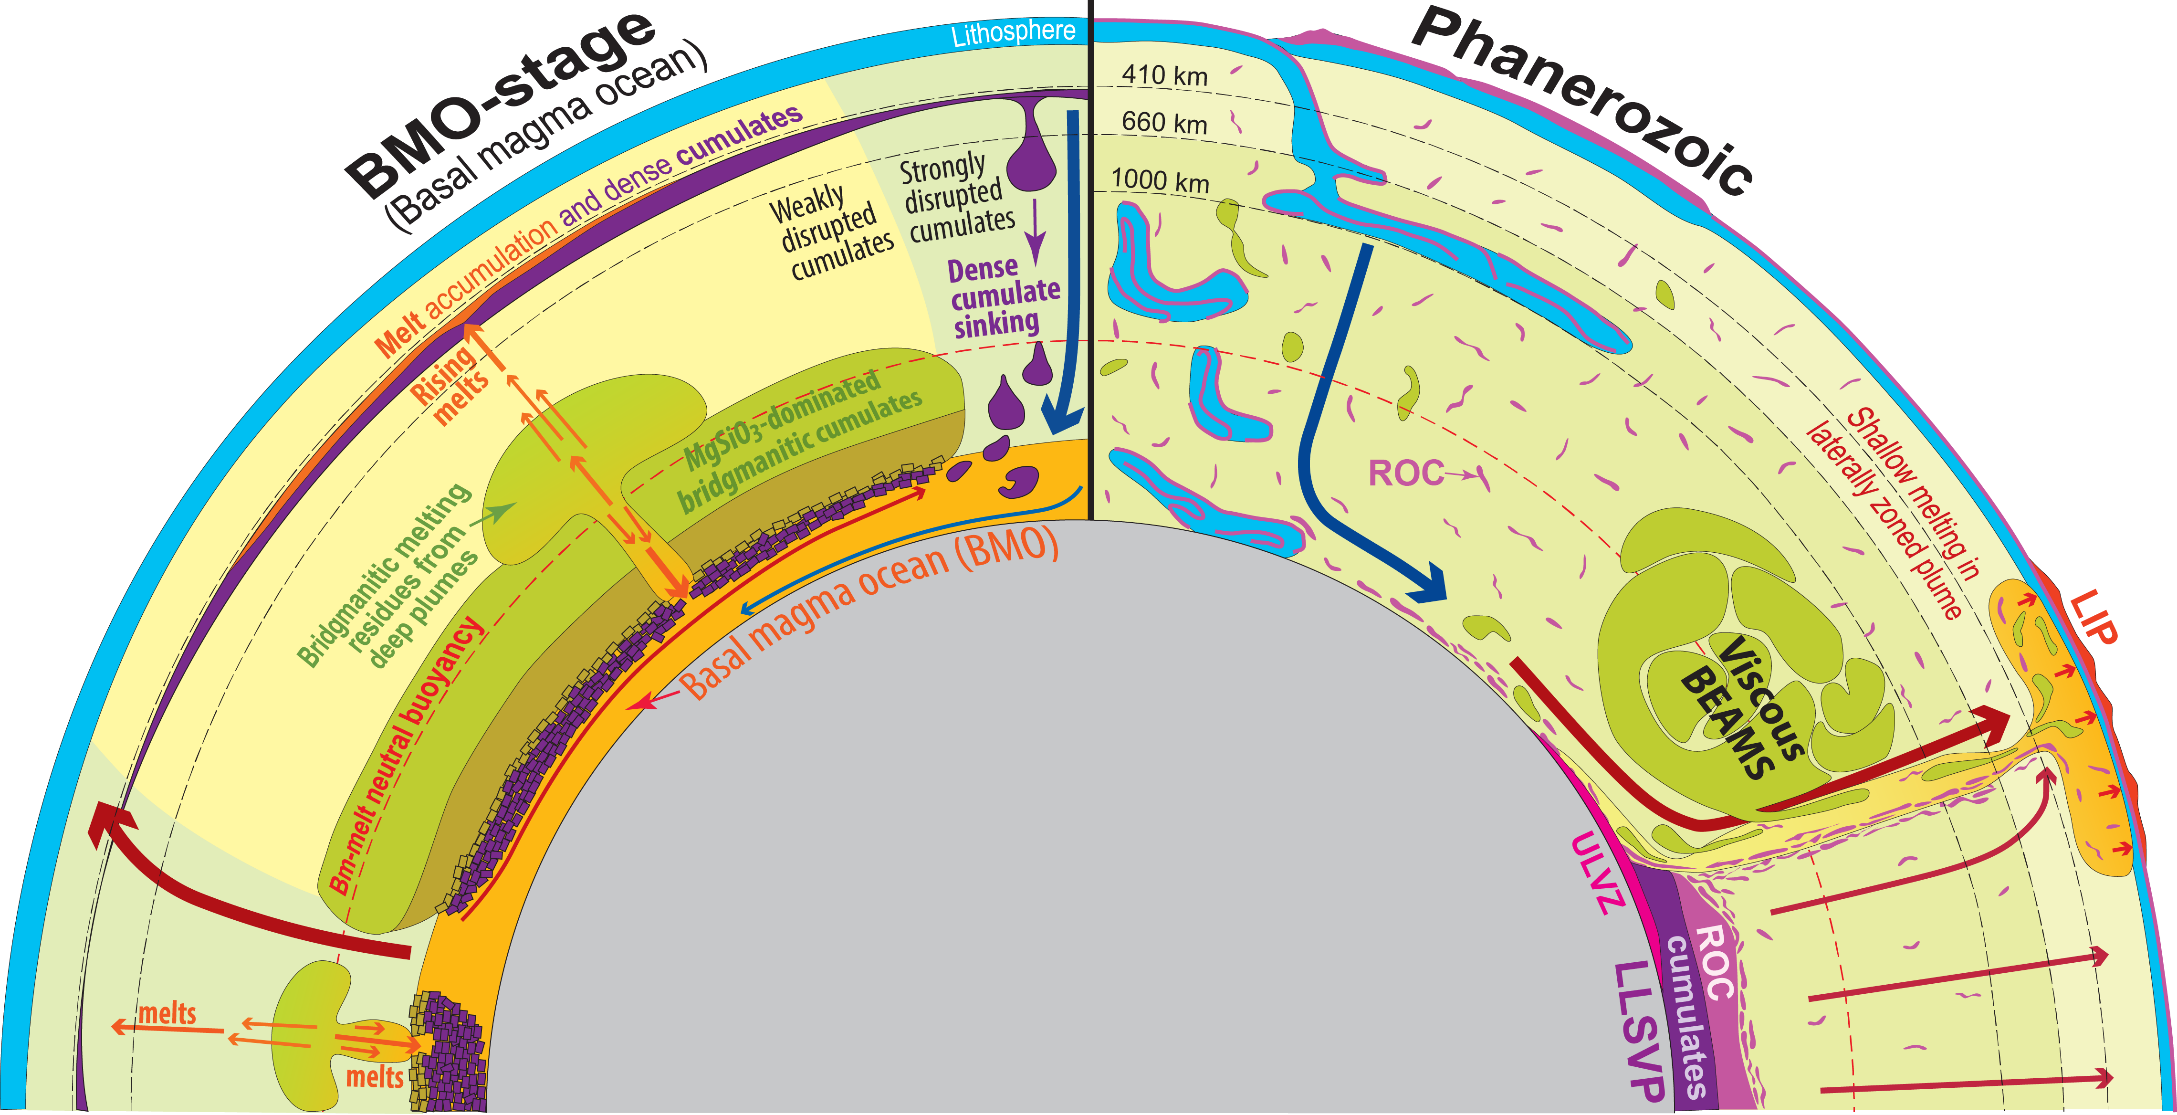 BMO-stage
(Basal magma ocean)
Lithosphere
Melt accumulation and dense cumulates
Weakly
disrupted
cumulates
Strongly
disrupted
cumulates
Dense
cumulate
sinking
Rising
melts
MgSiO₃-dominated
bridgmanitic cumulates
Bridgmanitic melting
residues from
deep plumes
Bm-melt neutral buoyancy
Basal magma ocean (BMO)
melts
melts
Phanerozoic
410 km
660 km
1000 km
ROC
Shallow melting in
laterally zoned plume
LIP
Viscous
BEAMS
ULVZ
LLSVP
cumulates
ROC